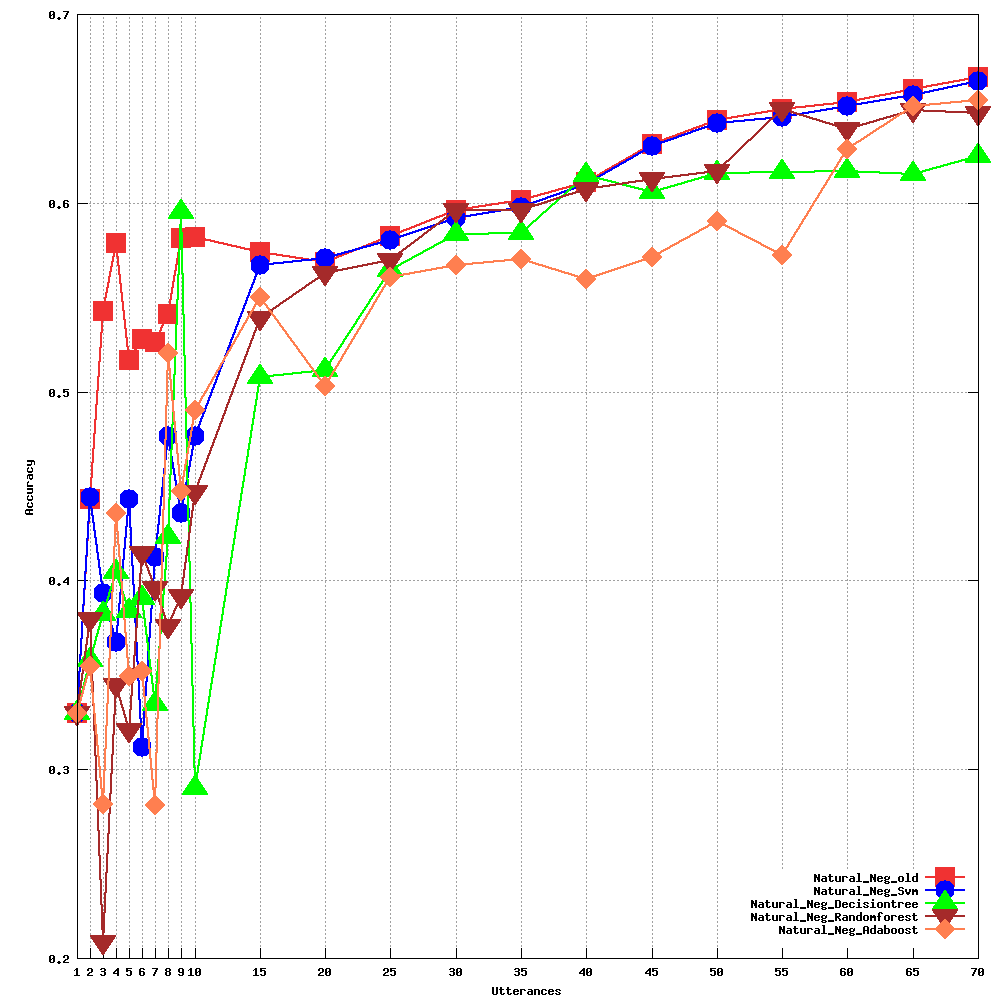 0.7
0.6
0.5
0.4
0.3
0.2
Accuracy
Natural_Neg_old
Natural_Neg_Svm
Natural_Neg_Decisiontree
Natural_Neg_Randomforest
Natural_Neg_Adaboost
1 2 3 4 5 6 7 8 9 10 15 20 25 30 35 40 45 50 55 60 65 70
Utterances